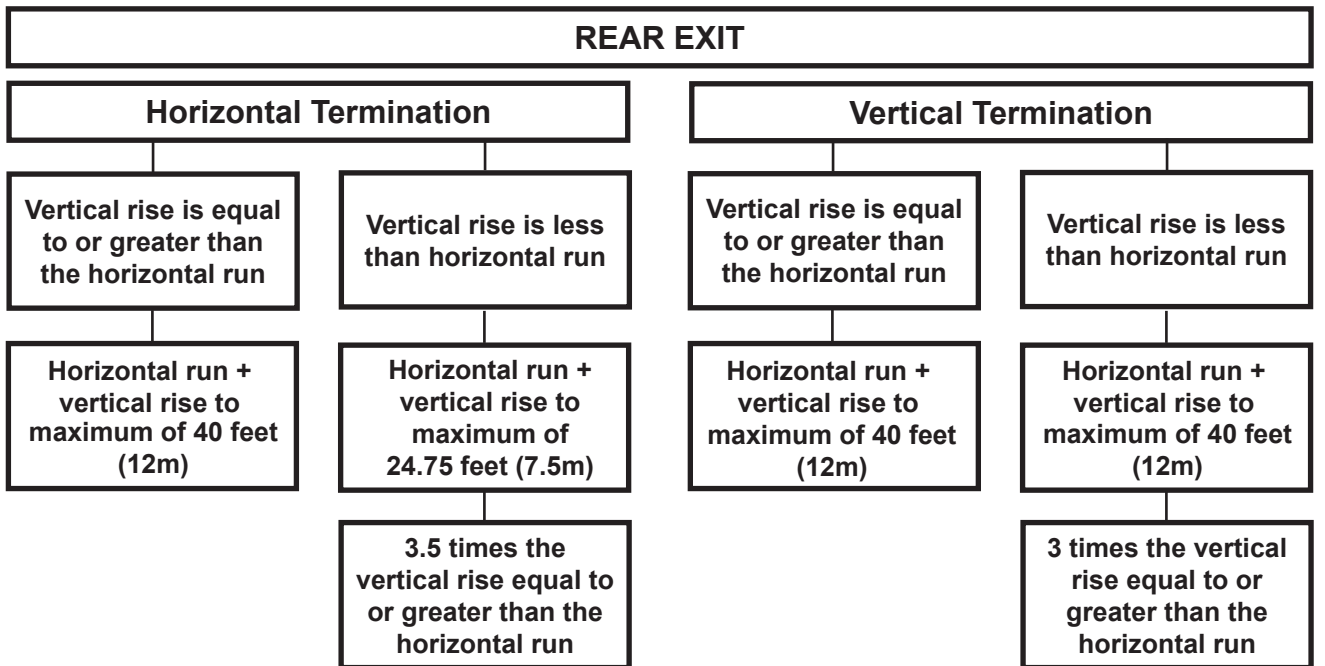 REAR EXIT
Horizontal Termination
Vertical Termination
Vertical rise is equal
to or greater than
the horizontal run
Vertical rise is less
than horizontal run
Vertical rise is equal
to or greater than
the horizontal run
Vertical rise is less
than horizontal run
Horizontal run +
vertical rise to
maximum of 40 feet
(12m)
Horizontal run +
vertical rise to
maximum of
24.75 feet (7.5m)
Horizontal run +
vertical rise to
maximum of 40 feet
(12m)
Horizontal run +
vertical rise to
maximum of 40 feet
(12m)
3.5 times the
vertical rise equal to
or greater than the
horizontal run
3 times the vertical
rise equal to or
greater than the
horizontal run